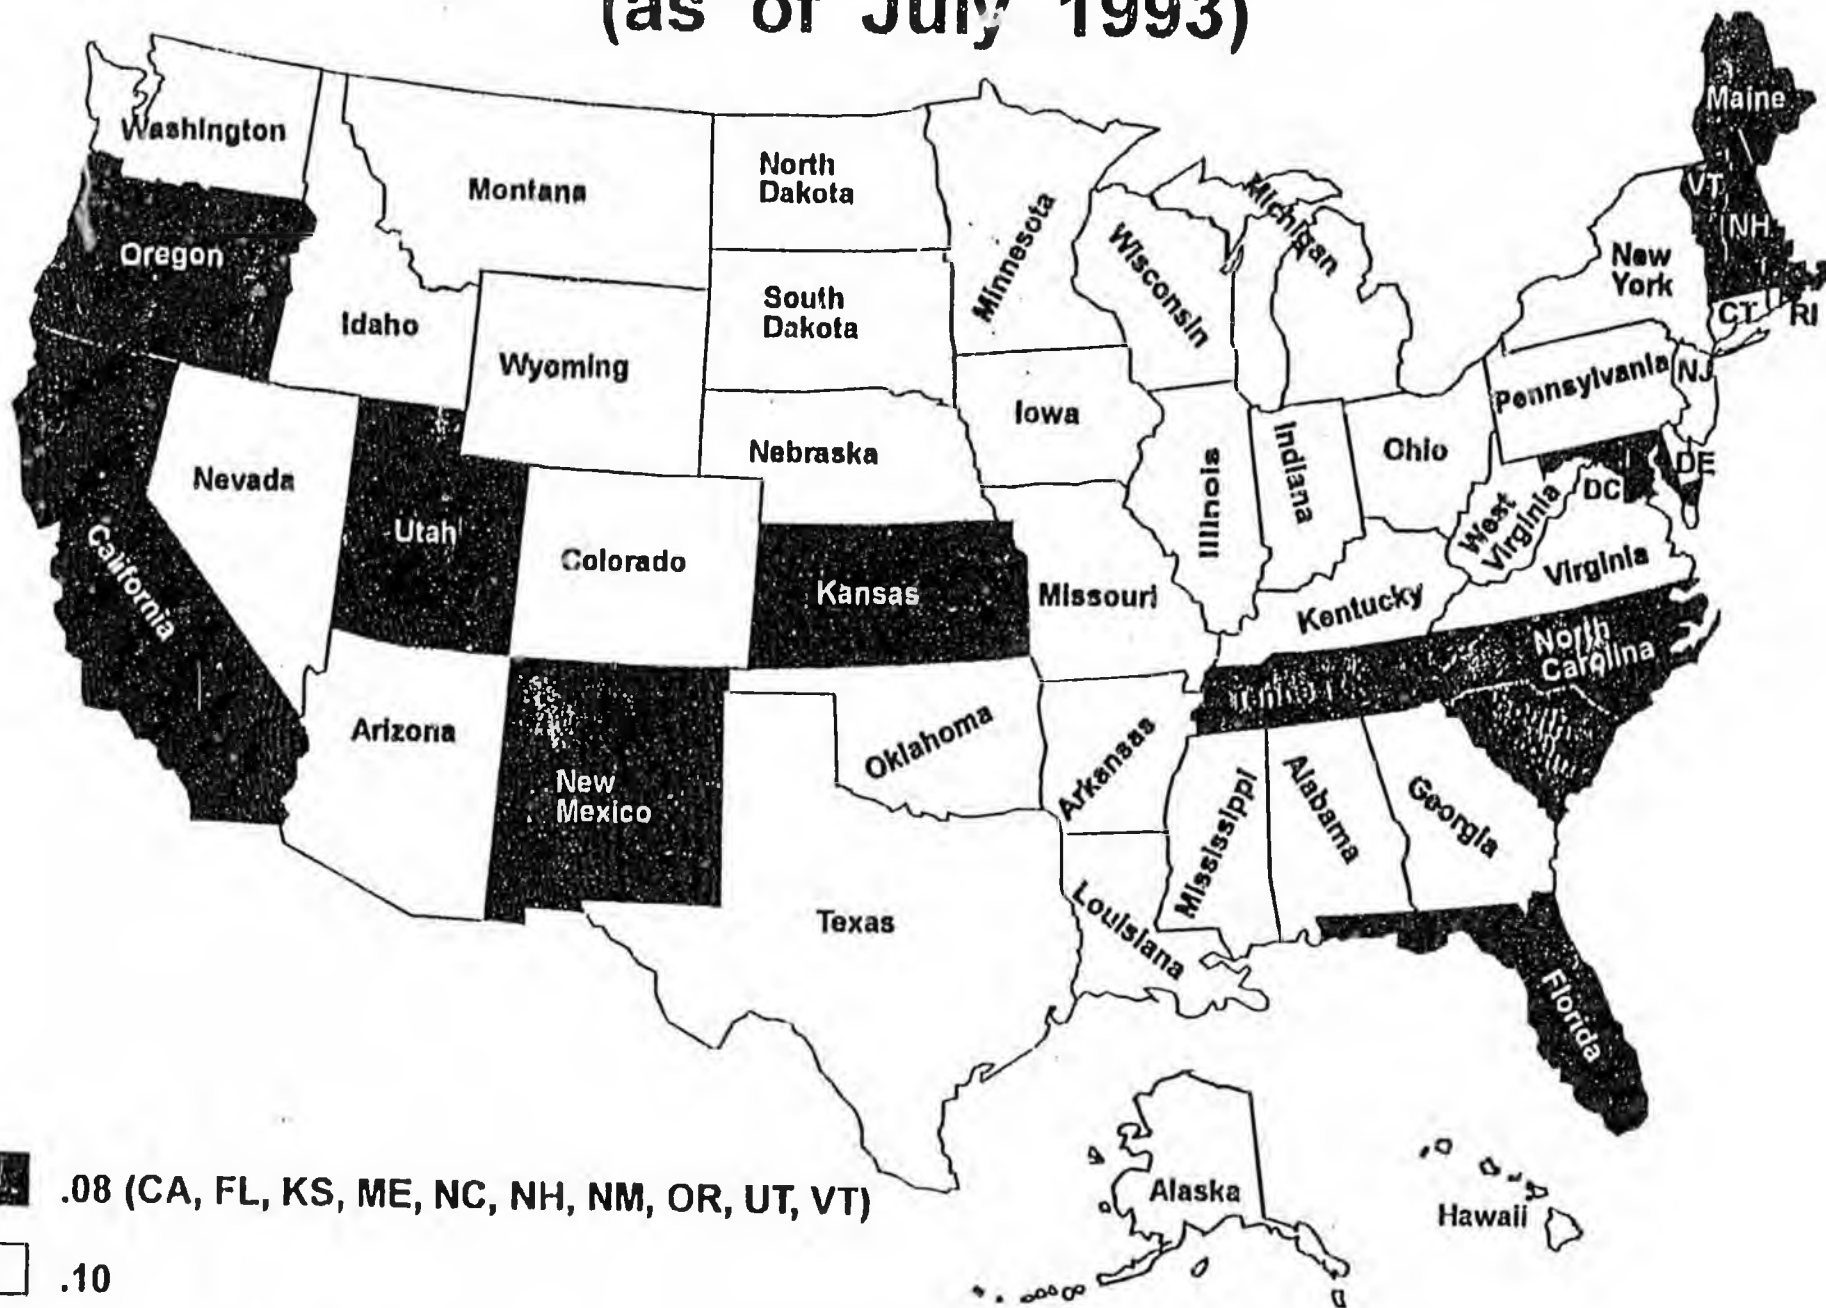 (as of July 1993)
Washington
Montana
North
Dakota
Minnesota
Michigan
Maine
VT
NH
Oregon
Idaho
South
Dakota
Wisconsin
New
York
CT
RI
Wyoming
Iowa
Pennsylvania
NJ
Nevada
Nebraska
Illinois
Indiana
Ohio
DE
DC
Utah
Colorado
California
Kansas
Missouri
Kentucky
West
Virginia
Virginia
North
Carolina
Arizona
New
Mexico
Oklahoma
Arkansas
Mississippi
Alabama
Georgia
Texas
Louisiana
Florida
Alaska
Hawaii
.08 (CA, FL, KS, ME, NC, NH, NM, OR, UT, VT)
.10